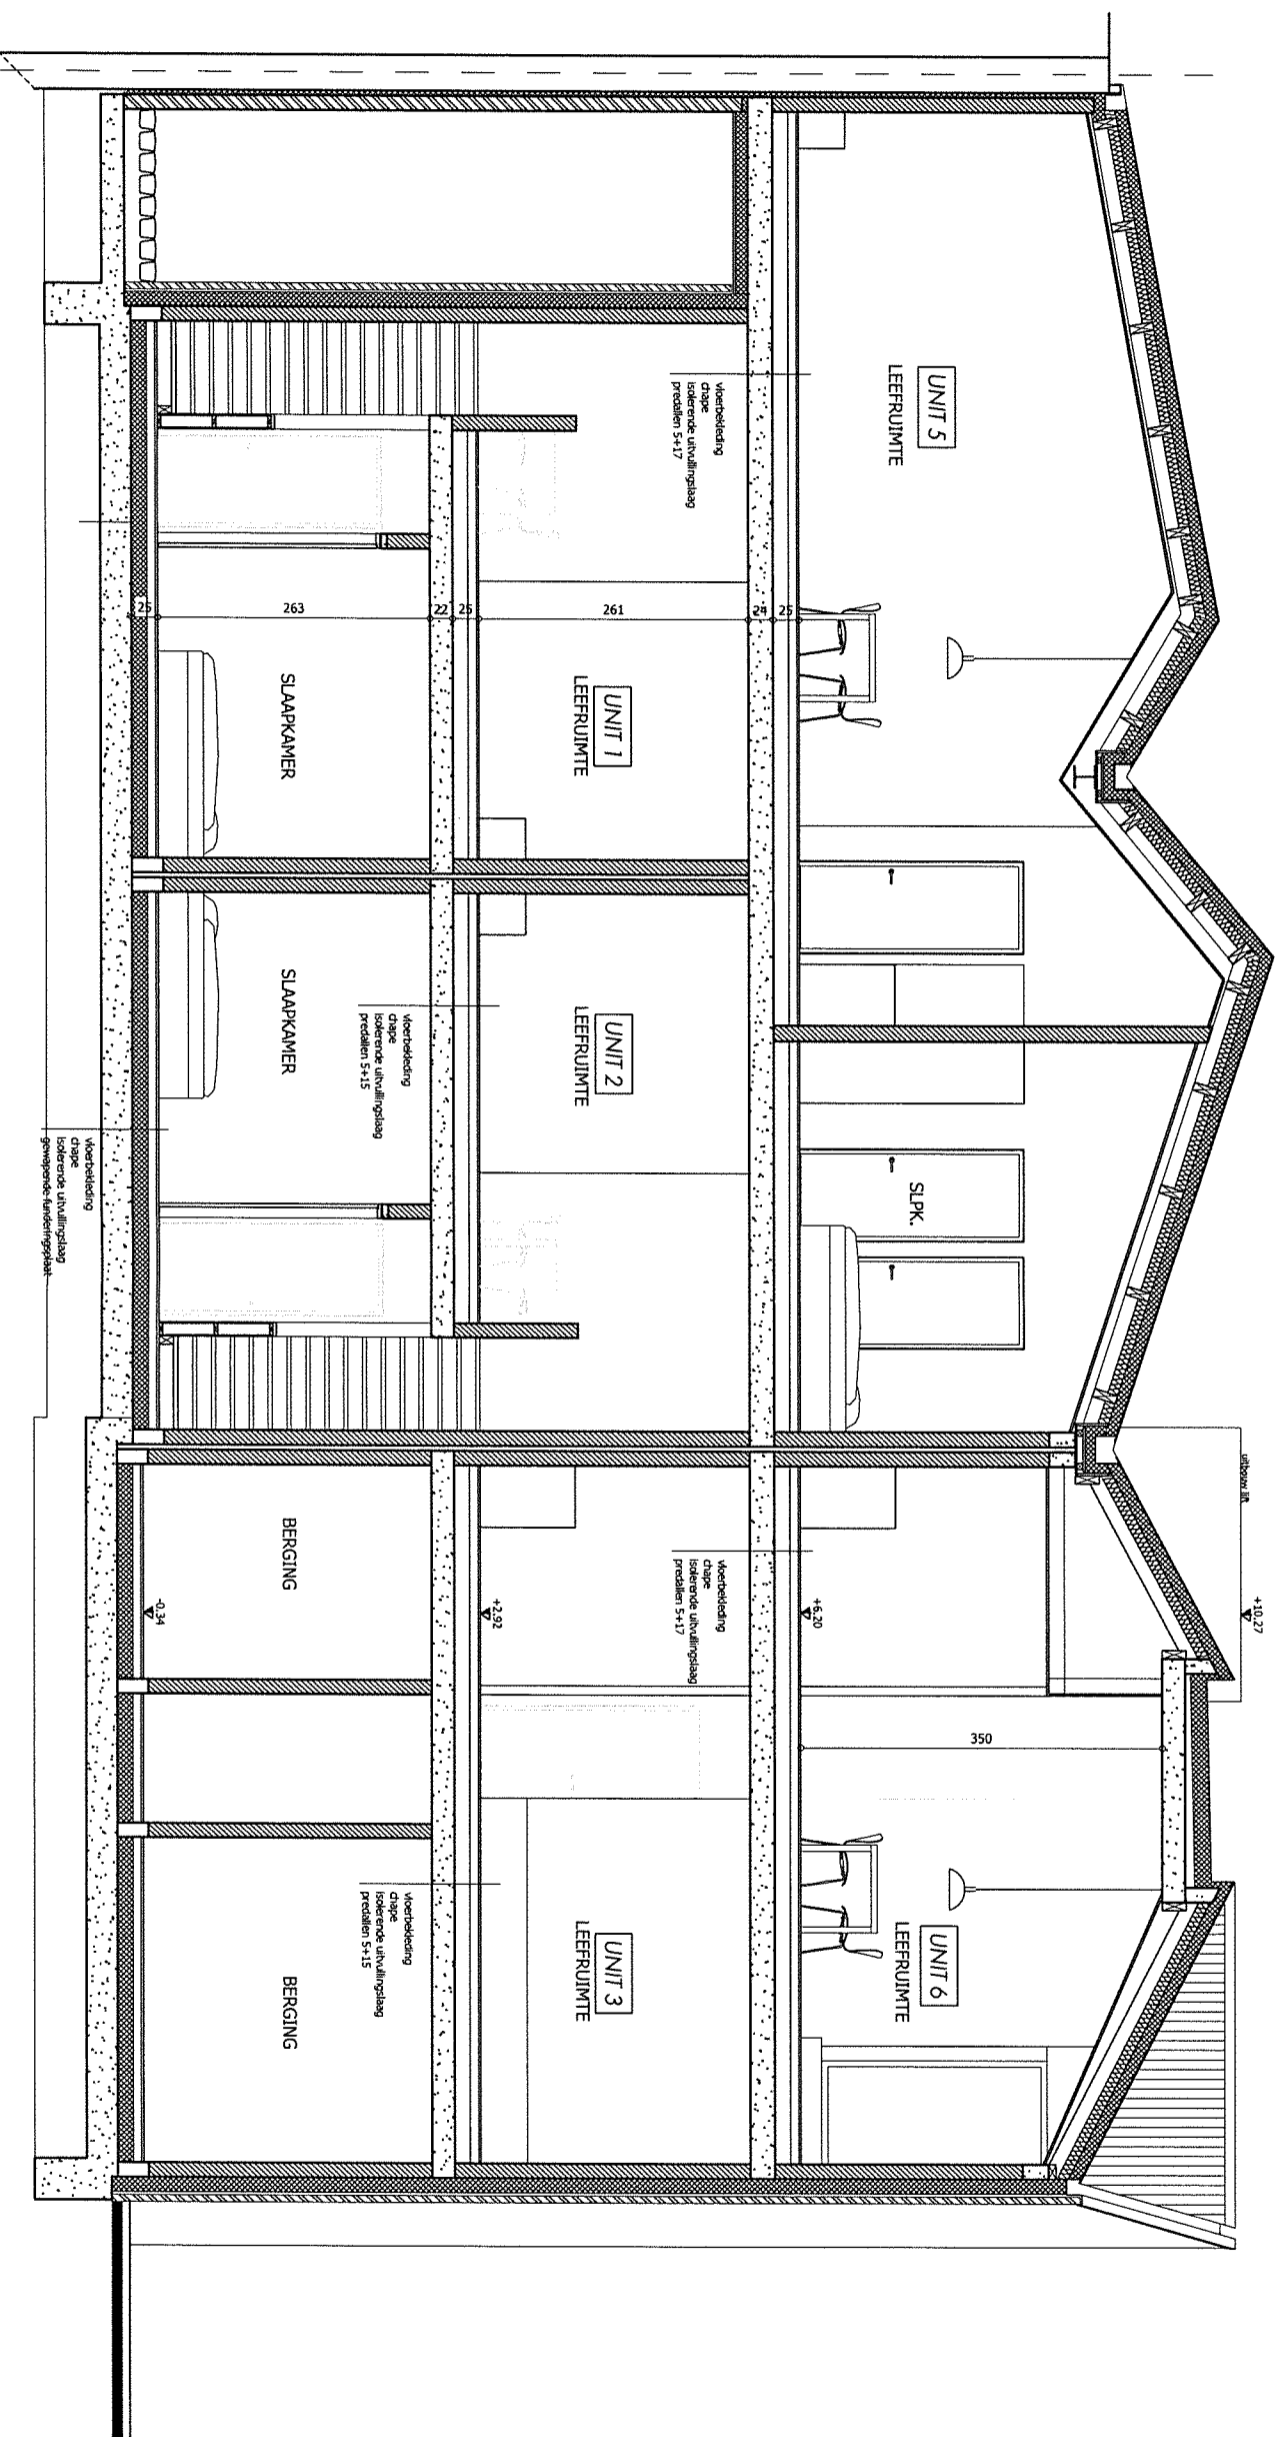 uitbouw lift
+10.27
UNIT 5
LEEFRUIMTE
SLPK.
+6.20
350
UNIT 6
LEEFRUIMTE
vloerbekleding
chape
isolerende uitvullingslaag
predallen 5+17
25
24
vloerbekleding
chape
isolerende uitvullingslaag
predallen 5+17
261
UNIT 1
LEEFRUIMTE
UNIT 2
LEEFRUIMTE
+2.92
UNIT 3
LEEFRUIMTE
25
22
vloerbekleding
chape
isolerende uitvullingslaag
predallen 5+15
vloerbekleding
chape
isolerende uitvullingslaag
predallen 5+15
263
SLAAPKAMER
SLAAPKAMER
BERGING
BERGING
25
-0.34
vloerbekleding
chape
isolerende uitvullingslaag
gewapende funderingsplaat